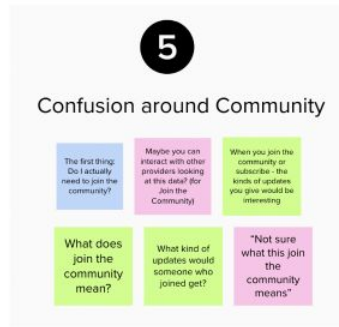 5
Confusion around Community
The first thing:
Do I actually
need to join the
community?
Maybe you can
interact with other
providers looking
at this data? (for
Join the
Community)
When you join the
community or
subscribe - the
kinds of updates
you give would be
interesting
What does
join the
community
mean?
What kind of
updates would
someone who
joined get?
"Not sure
what this join
the
community
means"